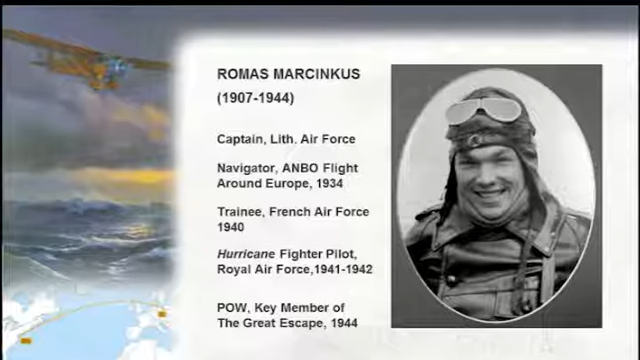 ROMAS MARCINKUS
(1907-1944)
Captain, Lith. Air Force
Navigator, ANBO Flight
Around Europe, 1934
Trainee, French Air Force
1940
Hurricane Fighter Pilot,
Royal Air Force,1941-1942
POW, Key Member of
The Great Escape, 1944